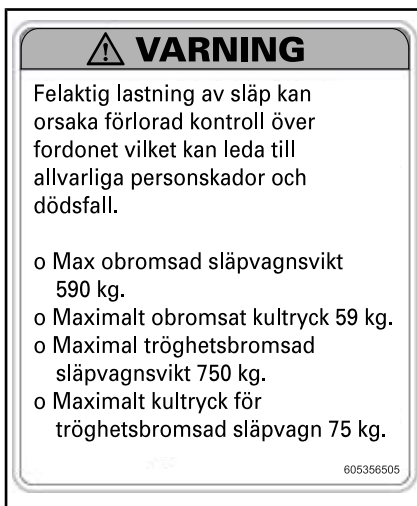 VARNING
Felaktig lastning av släp kan
orsaka förlorad kontroll över
fordonet vilket kan leda till
allvarliga personskador och
dödsfall.
o Max obromsad släpvagnsvikt
590 kg.
o Maximalt obromsat kultryck 59 kg.
o Maximal tröghetsbromsad
släpvagnsvikt 750 kg.
o Maximalt kultryck för
tröghetsbromsad släpvagn 75 kg.
605356505